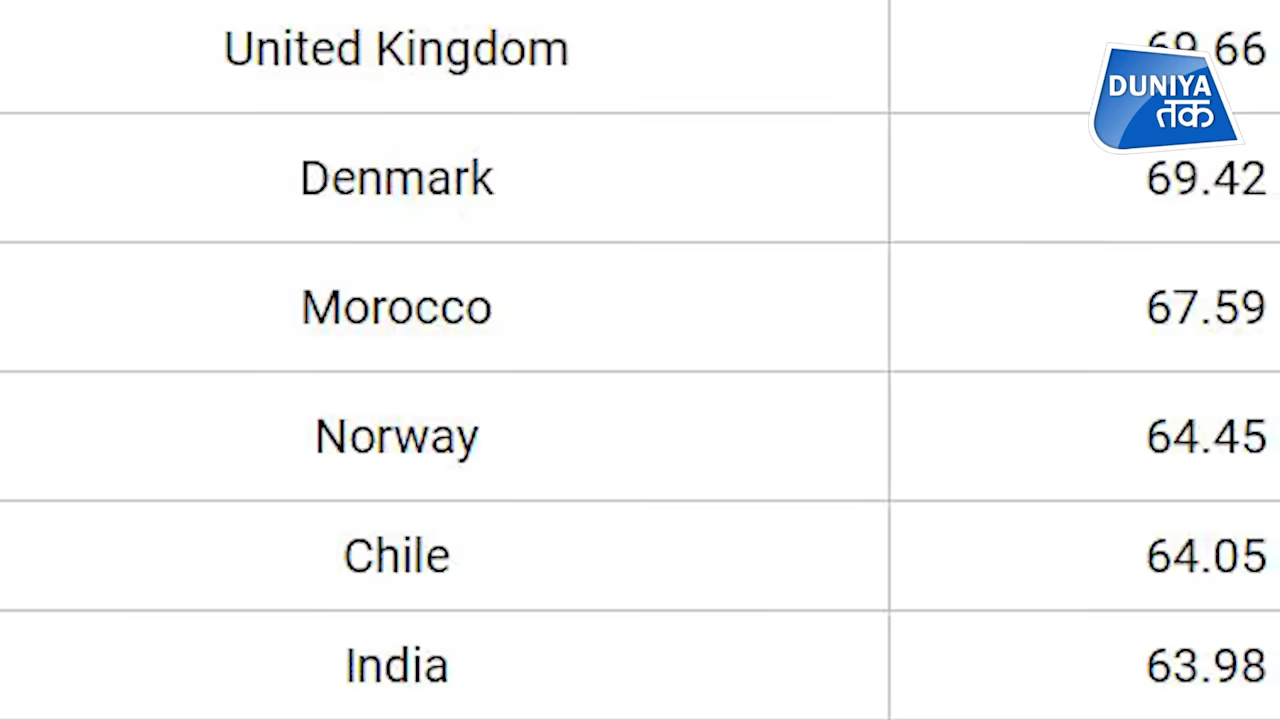 United Kingdom 69.66
DUNIYA
तक
Denmark 69.42
Morocco 67.59
Norway 64.45
Chile 64.05
India 63.98